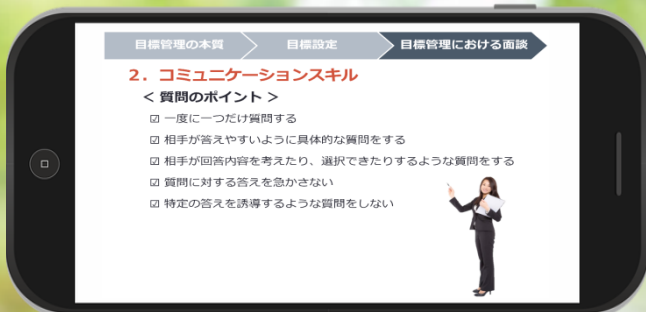 目標管理の本質
目標設定
目標管理における面談
2．コミュニケーションスキル
＜ 質問のポイント ＞
☑ 一度に一つだけ質問する
☑ 相手が答えやすいように具体的な質問をする
☑ 相手が回答内容を考えたり、選択できたりするような質問をする
☑ 質問に対する答えを急かさない
☑ 特定の答えを誘導するような質問をしない